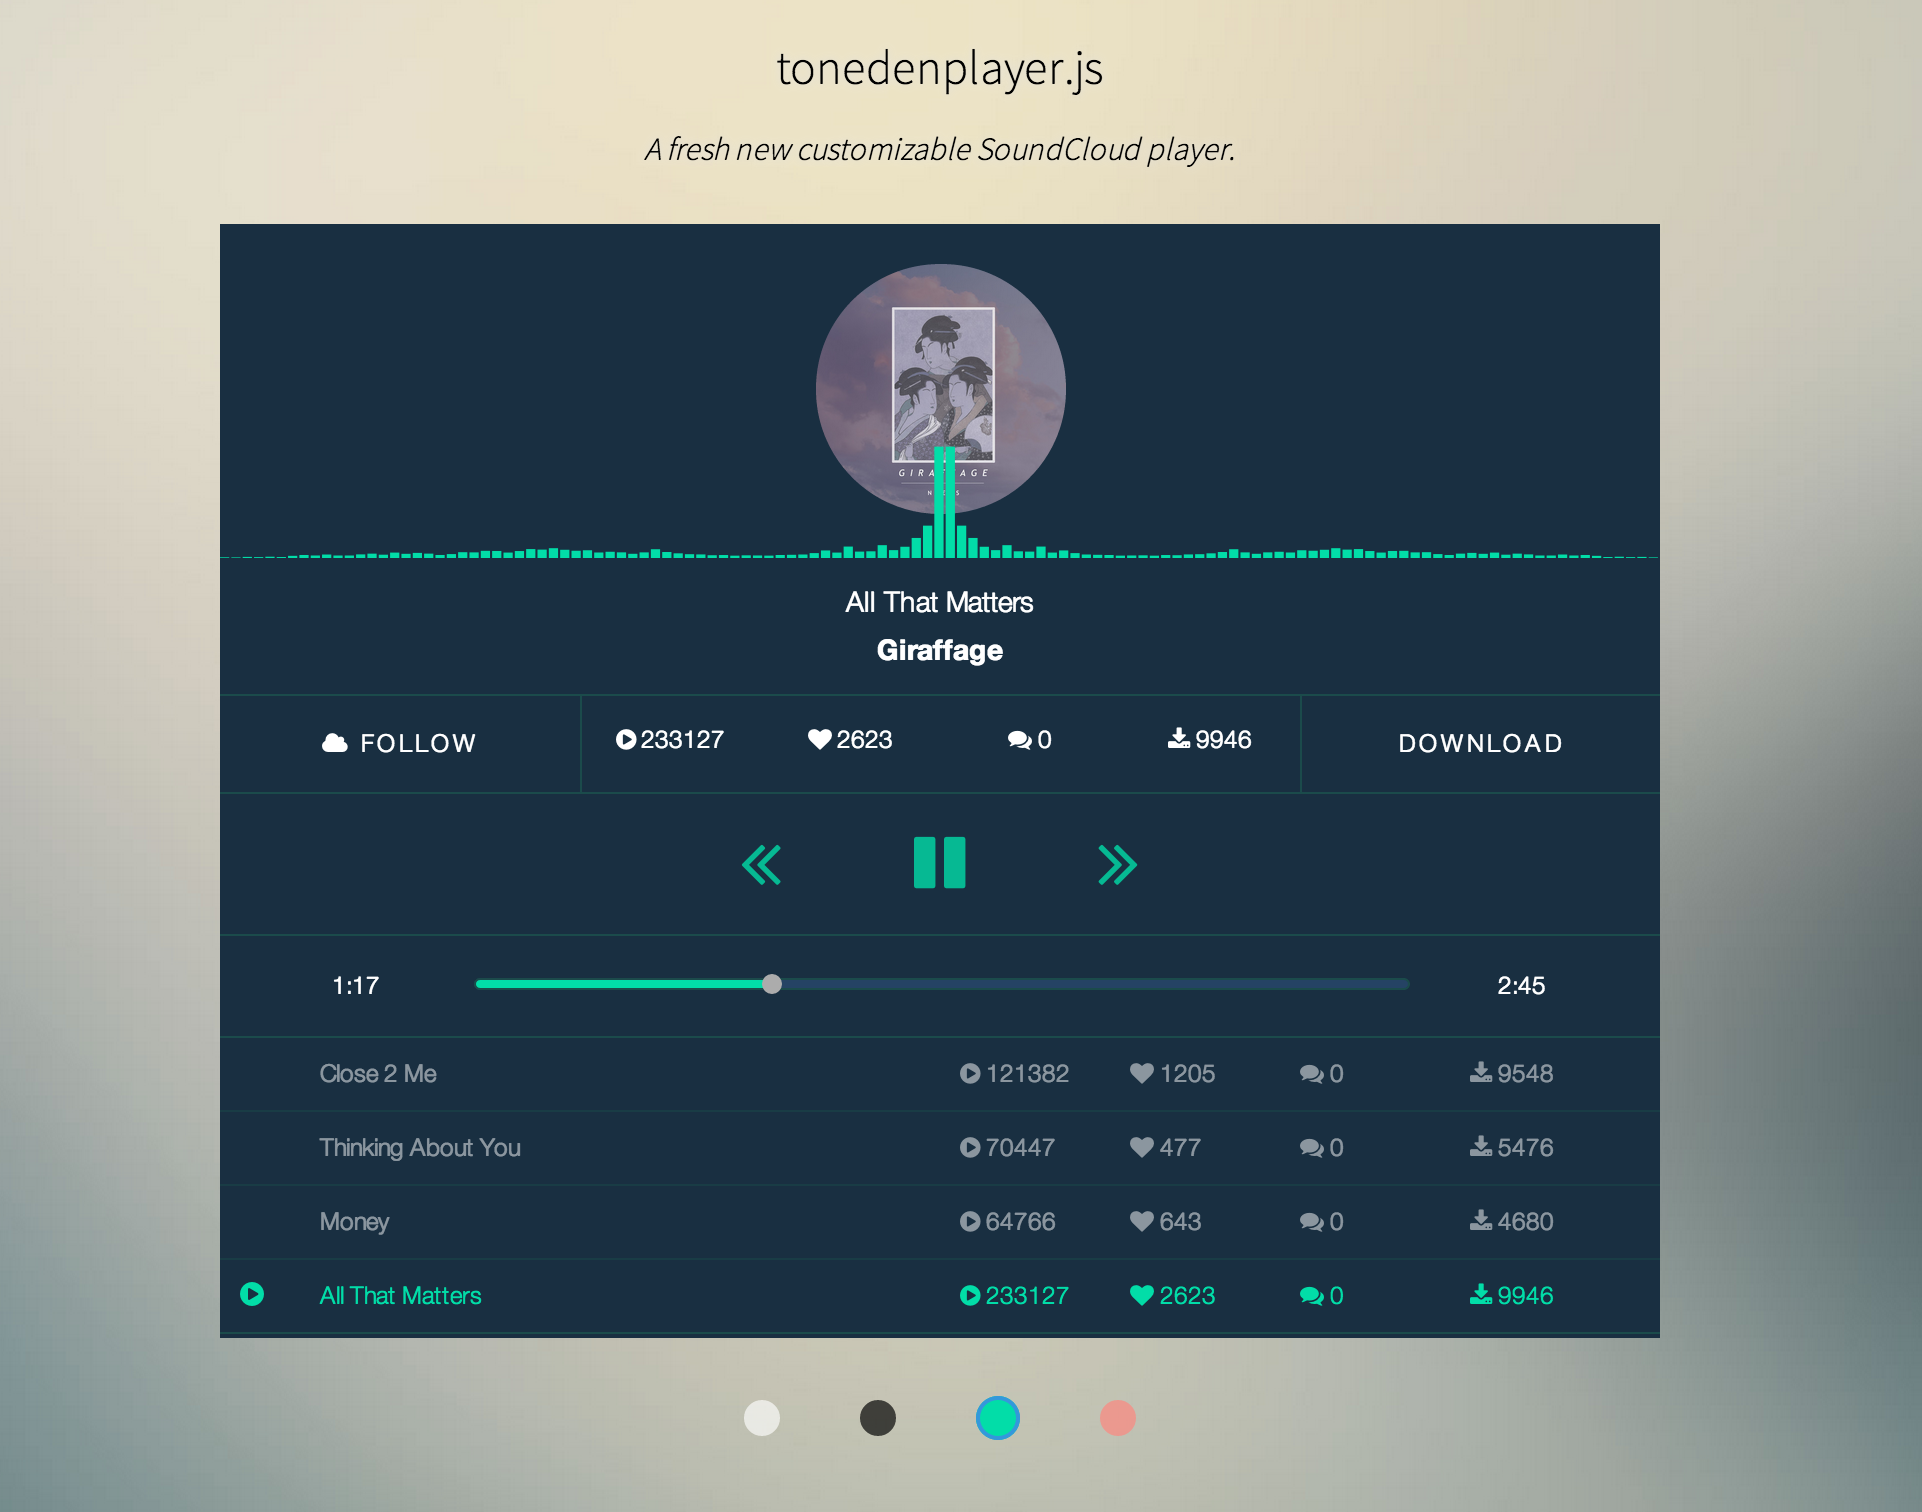 tonedenplayer.js
A fresh new customizable SoundCloud player.
All That Matters
Giraffage
FOLLOW 233127 2623 0 9946 DOWNLOAD
1:17 2:45
Close 2 Me 121382 1205 0 9548
Thinking About You 70447 477 0 5476
Money 64766 643 0 4680
All That Matters 233127 2623 0 9946